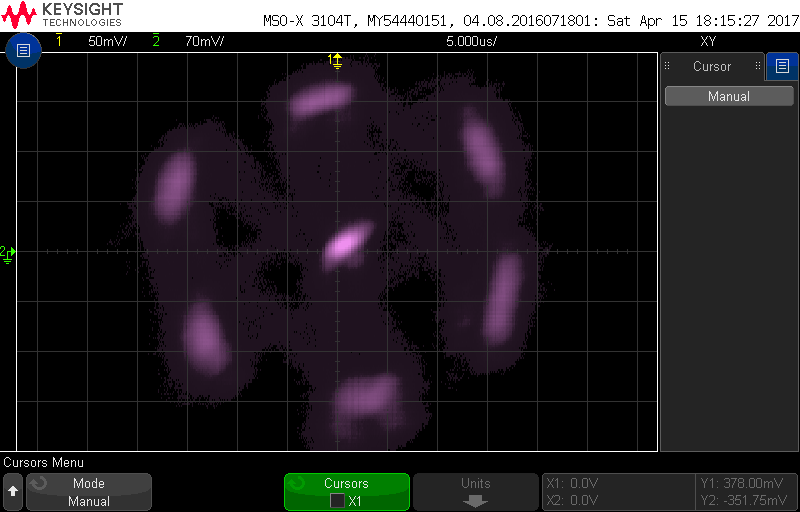 KEYSIGHT
TECHNOLOGIES
MSO-X 3104T, MY54440151, 04.08.2016071801: Sat Apr 15 18:15:27 2017
1 50mV/ 2 70mV/ 5.000us/ XY
1
2
Cursor
Manual
Cursors Menu
Mode
Manual
Cursors
X1
Units
X1: 0.0V
X2: 0.0V
Y1: 378.00mV
Y2: -351.75mV